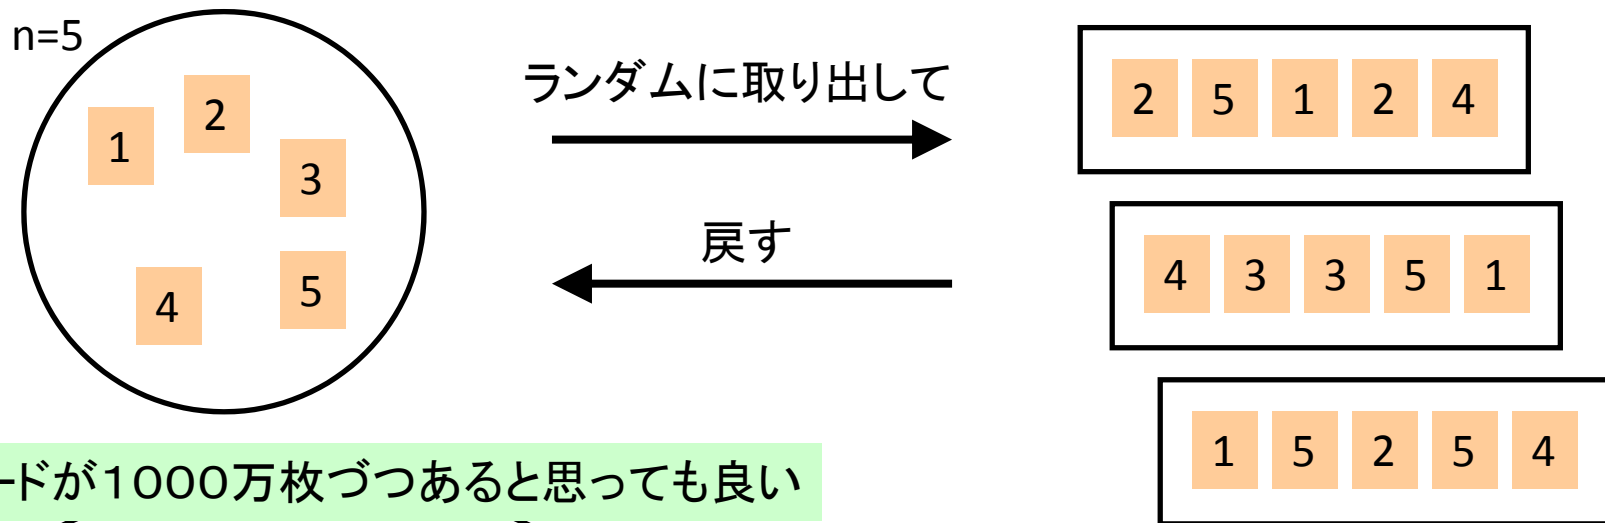 n=5
1
2
3
4
5
ランダムに取り出して
戻す
2 5 1 2 4
4 3 3 5 1
1 5 2 5 4
ードが1000万枚づつあると思っても良い